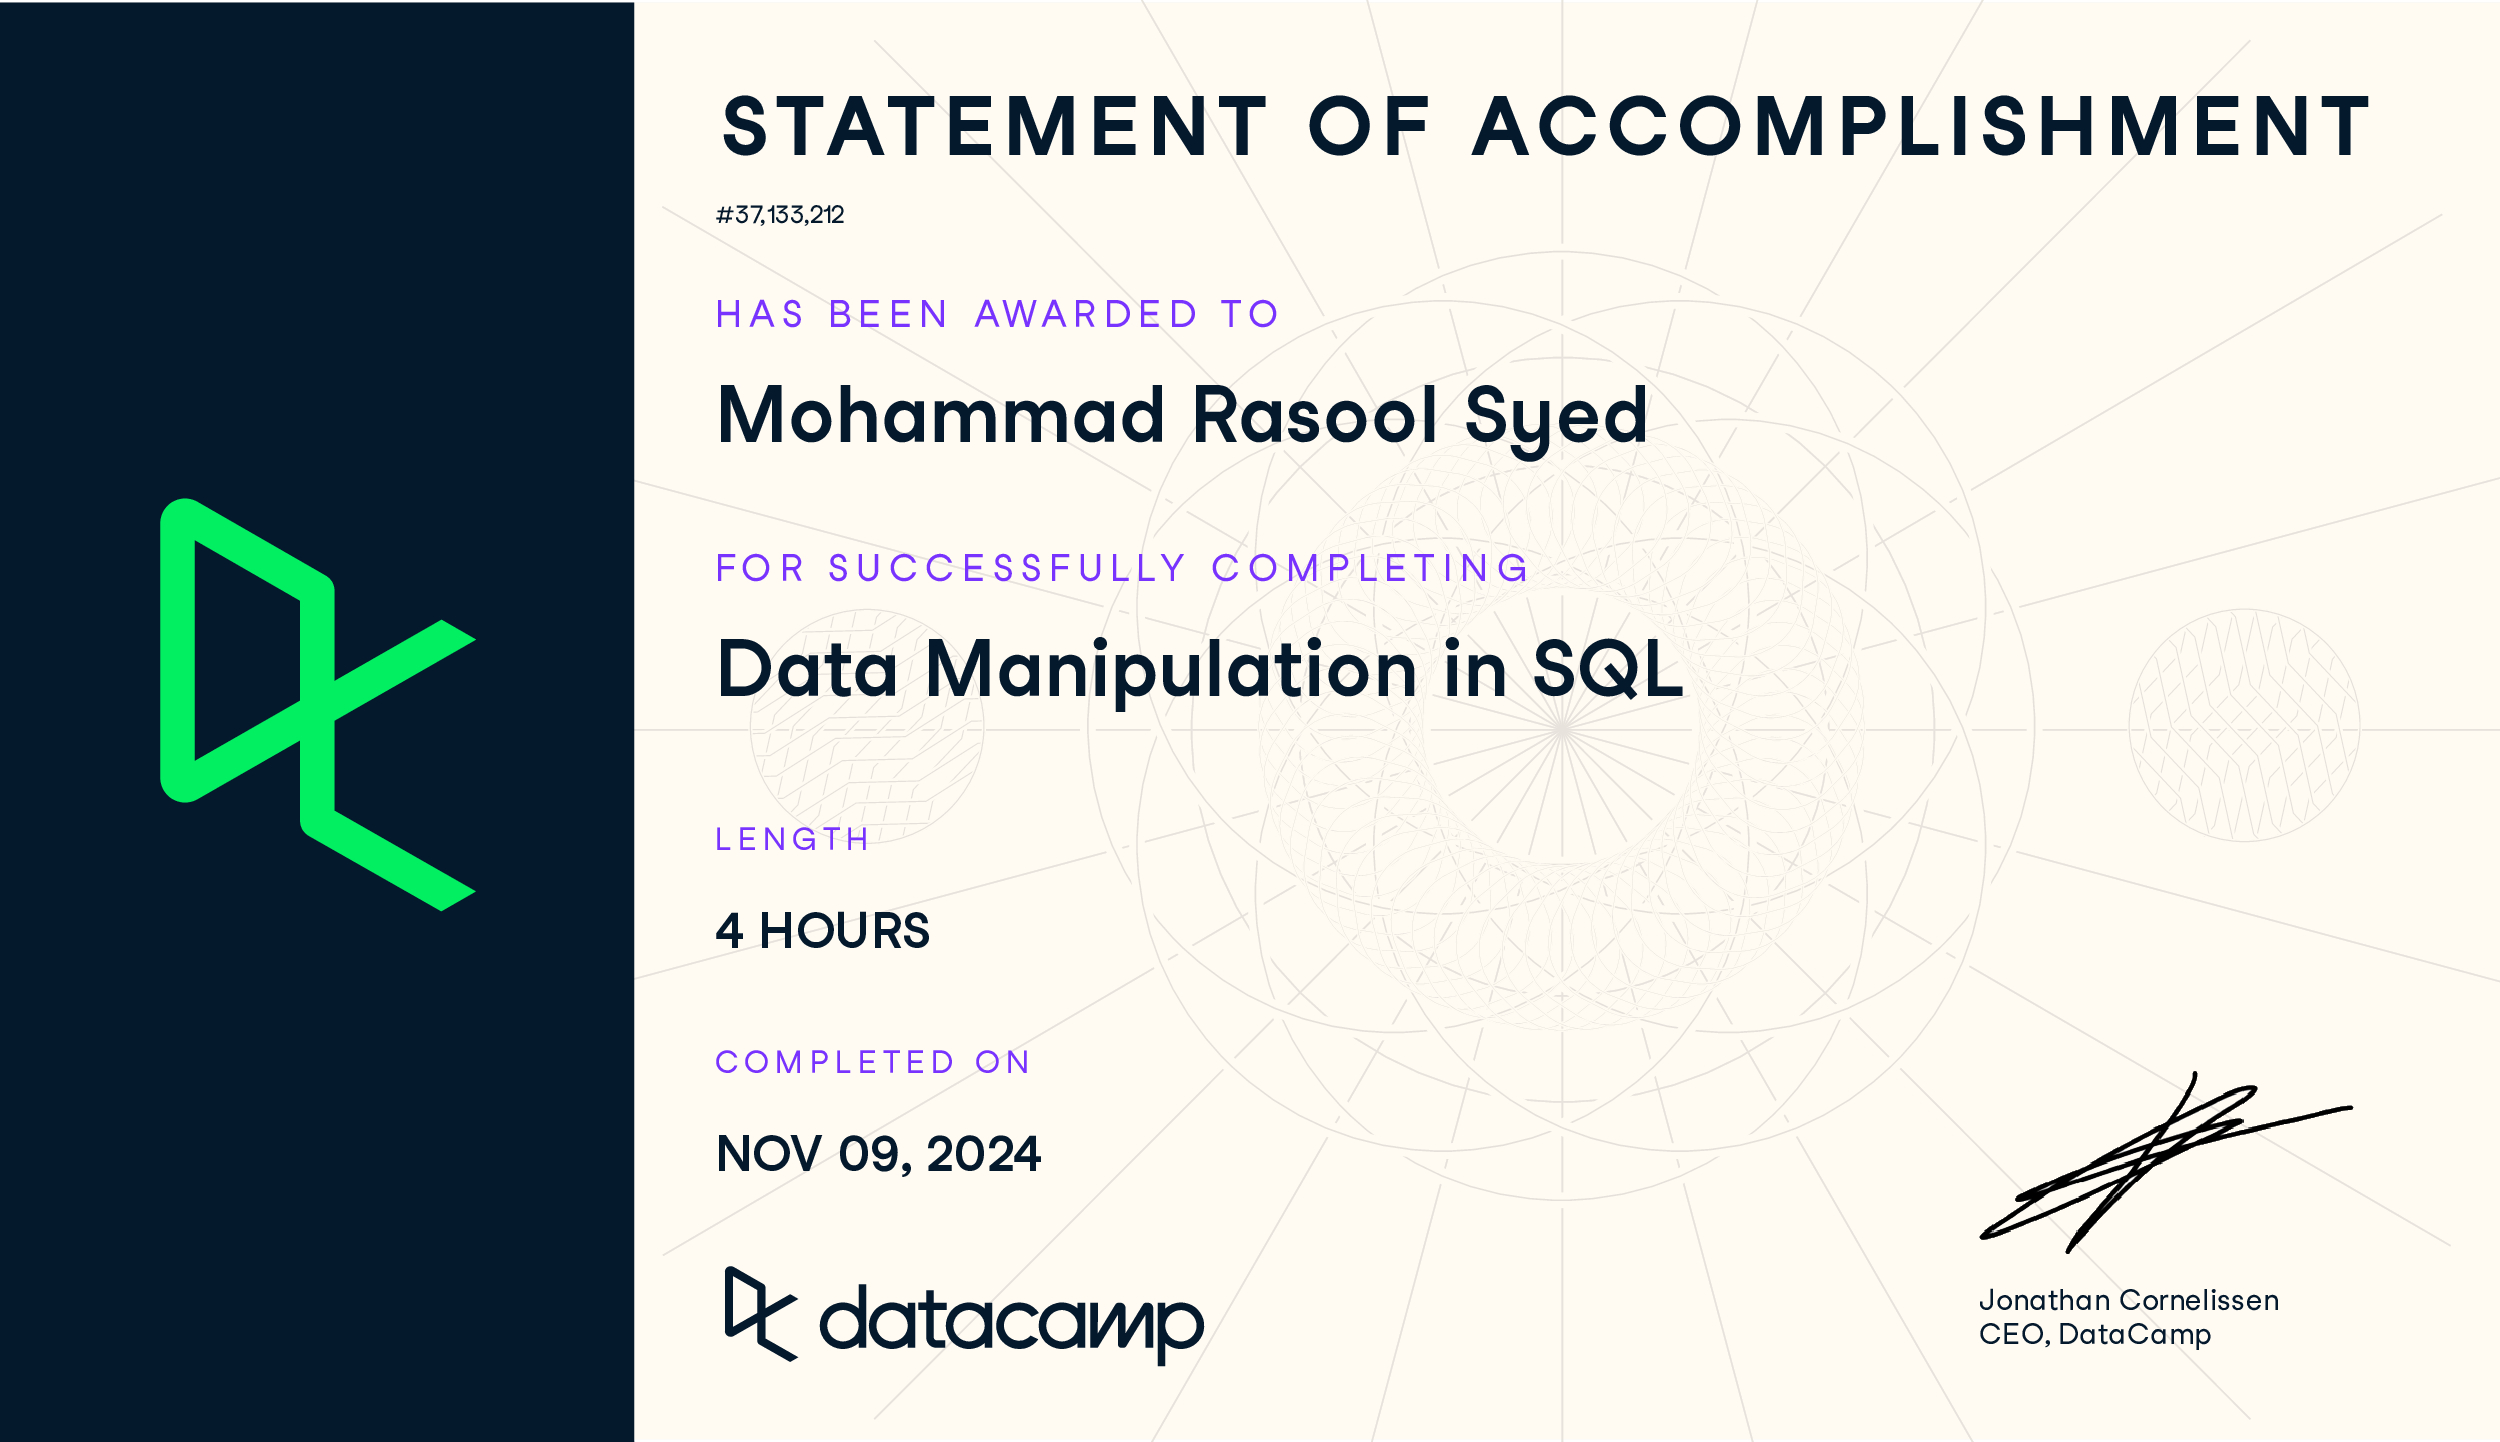 STATEMENT OF ACCOMPLISHMENT
#37,133,212
HAS BEEN AWARDED TO
Mohammad Rasool Syed
FOR SUCCESSFULLY COMPLETING
Data Manipulation in SQL
LENGTH
4 HOURS
COMPLETED ON
NOV 09, 2024
datacamp
Jonathan Cornelissen
CEO, DataCamp